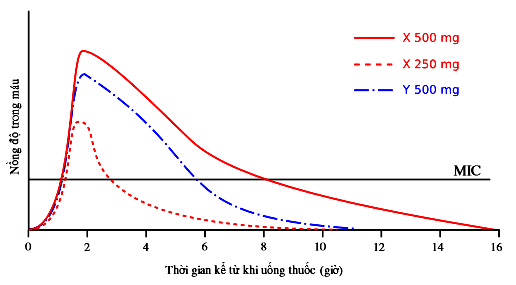 X 500 mg
X 250 mg
Y 500 mg
Nồng độ trong máu
MIC
0 2 4 6 8 10 12 14 16
Thời gian kể từ khi uống thuốc (giờ)